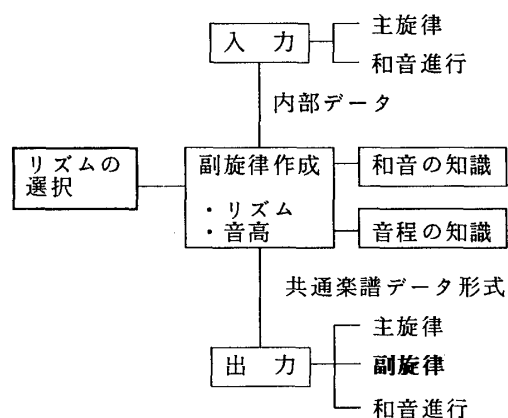 入 力
主旋律
和音進行
内部データ
リズムの
選択
副旋律作成
・リズム
・音高
和音の知識
音程の知識
共通楽譜データ形式
出 力
主旋律
副旋律
和音進行